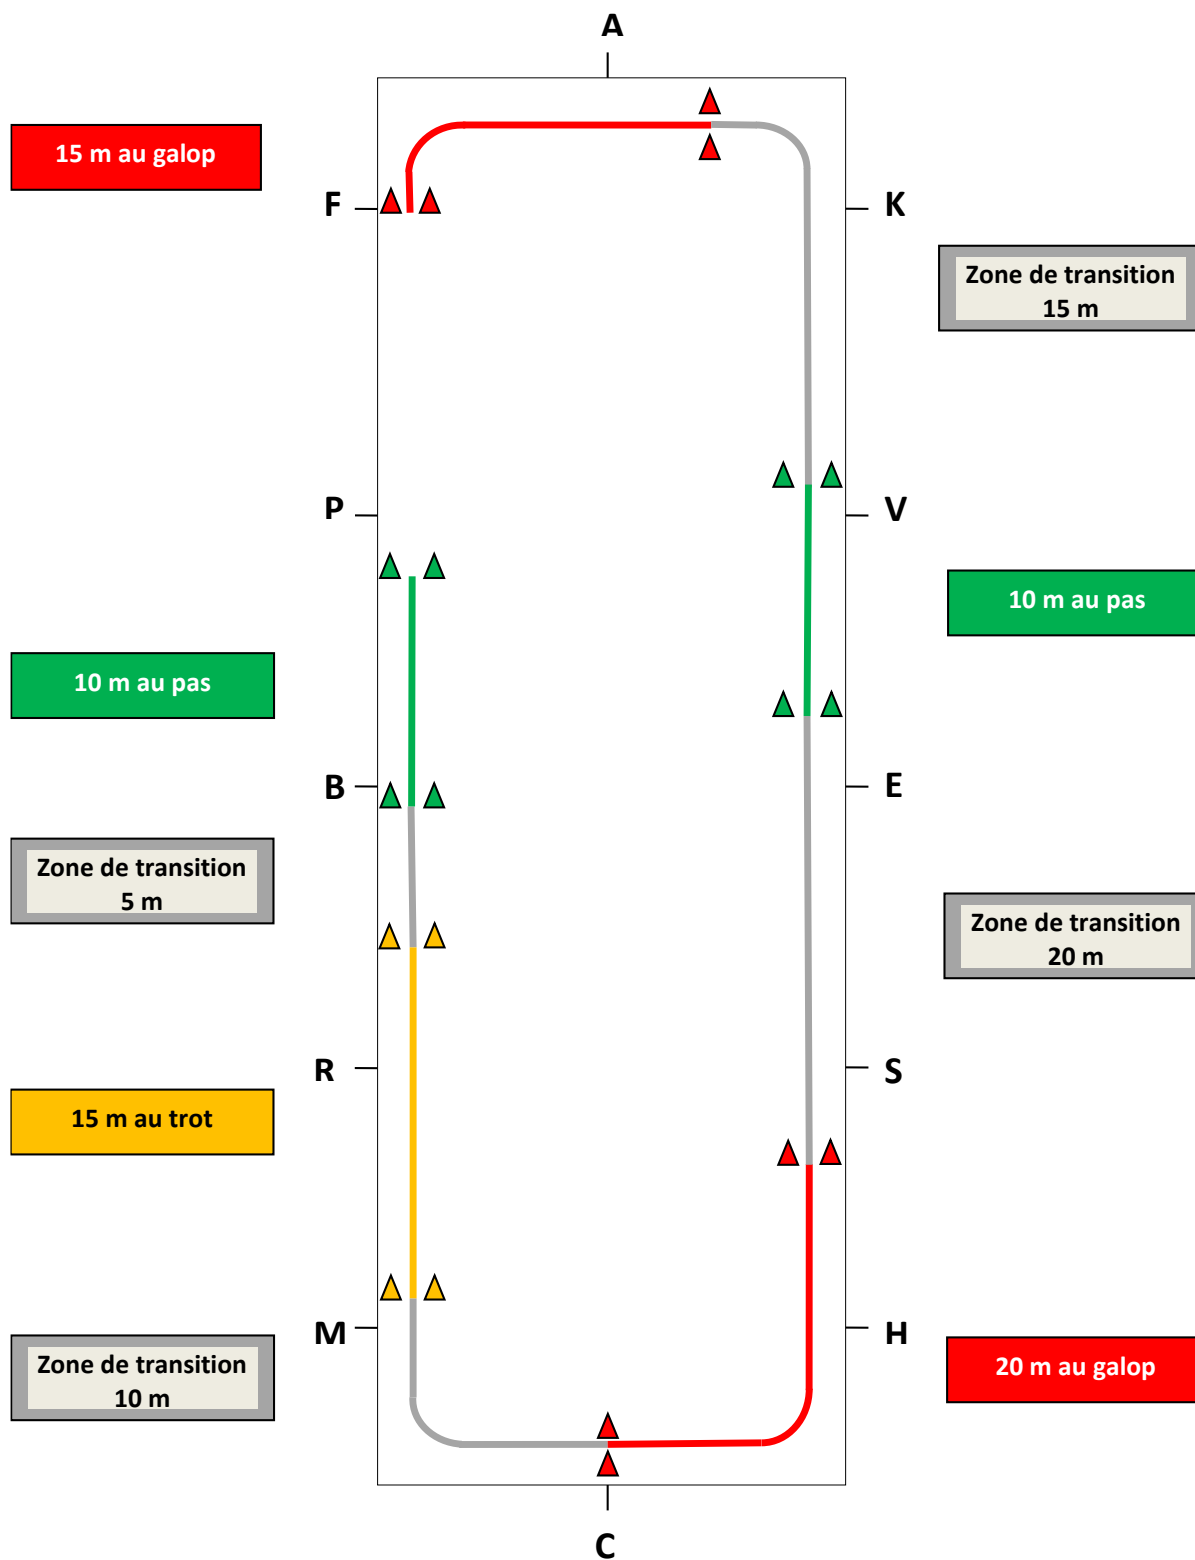 A
15 m au galop
F
K
Zone de transition
15 m
P
V
10 m au pas
10 m au pas
B
E
Zone de transition
5 m
Zone de transition
20 m
R
S
15 m au trot
M
H
Zone de transition
10 m
20 m au galop
C